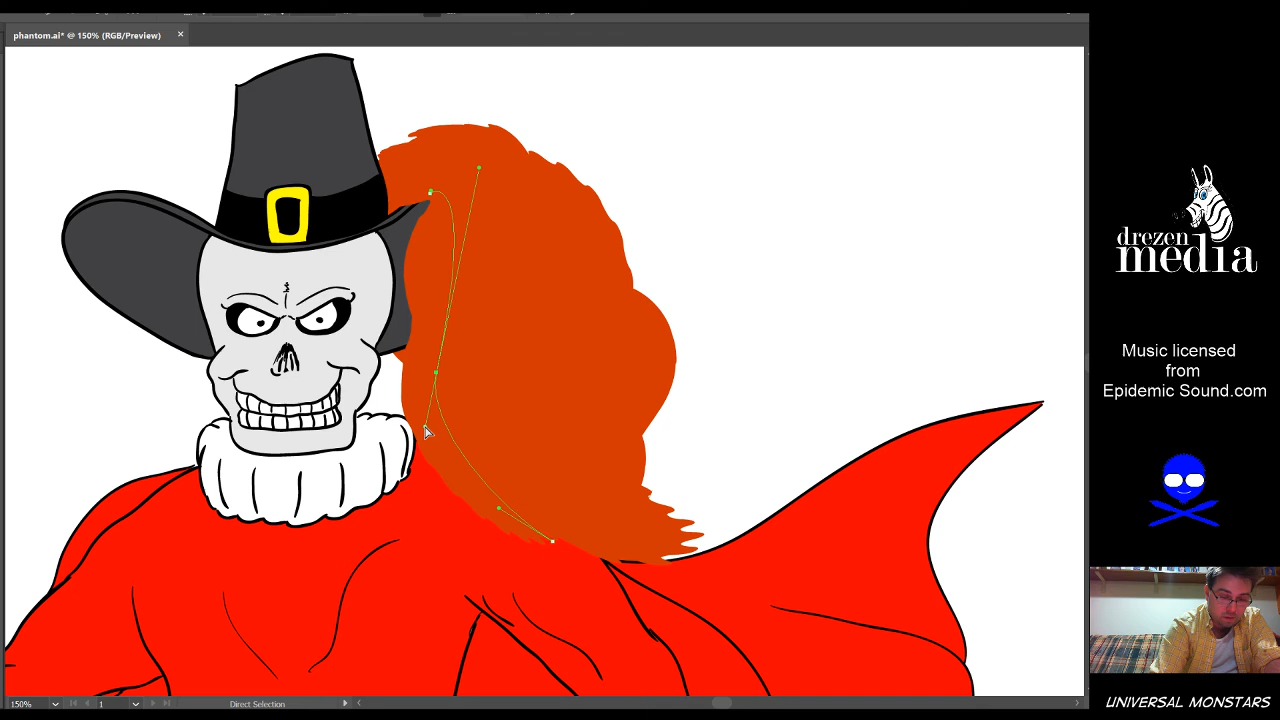 phantom.ai* @ 150% (RGB/Preview)
drezen
media
Music licensed
from
Epidemic Sound.com
150%
1
Direct Selection
UNIVERSAL MONSTARS